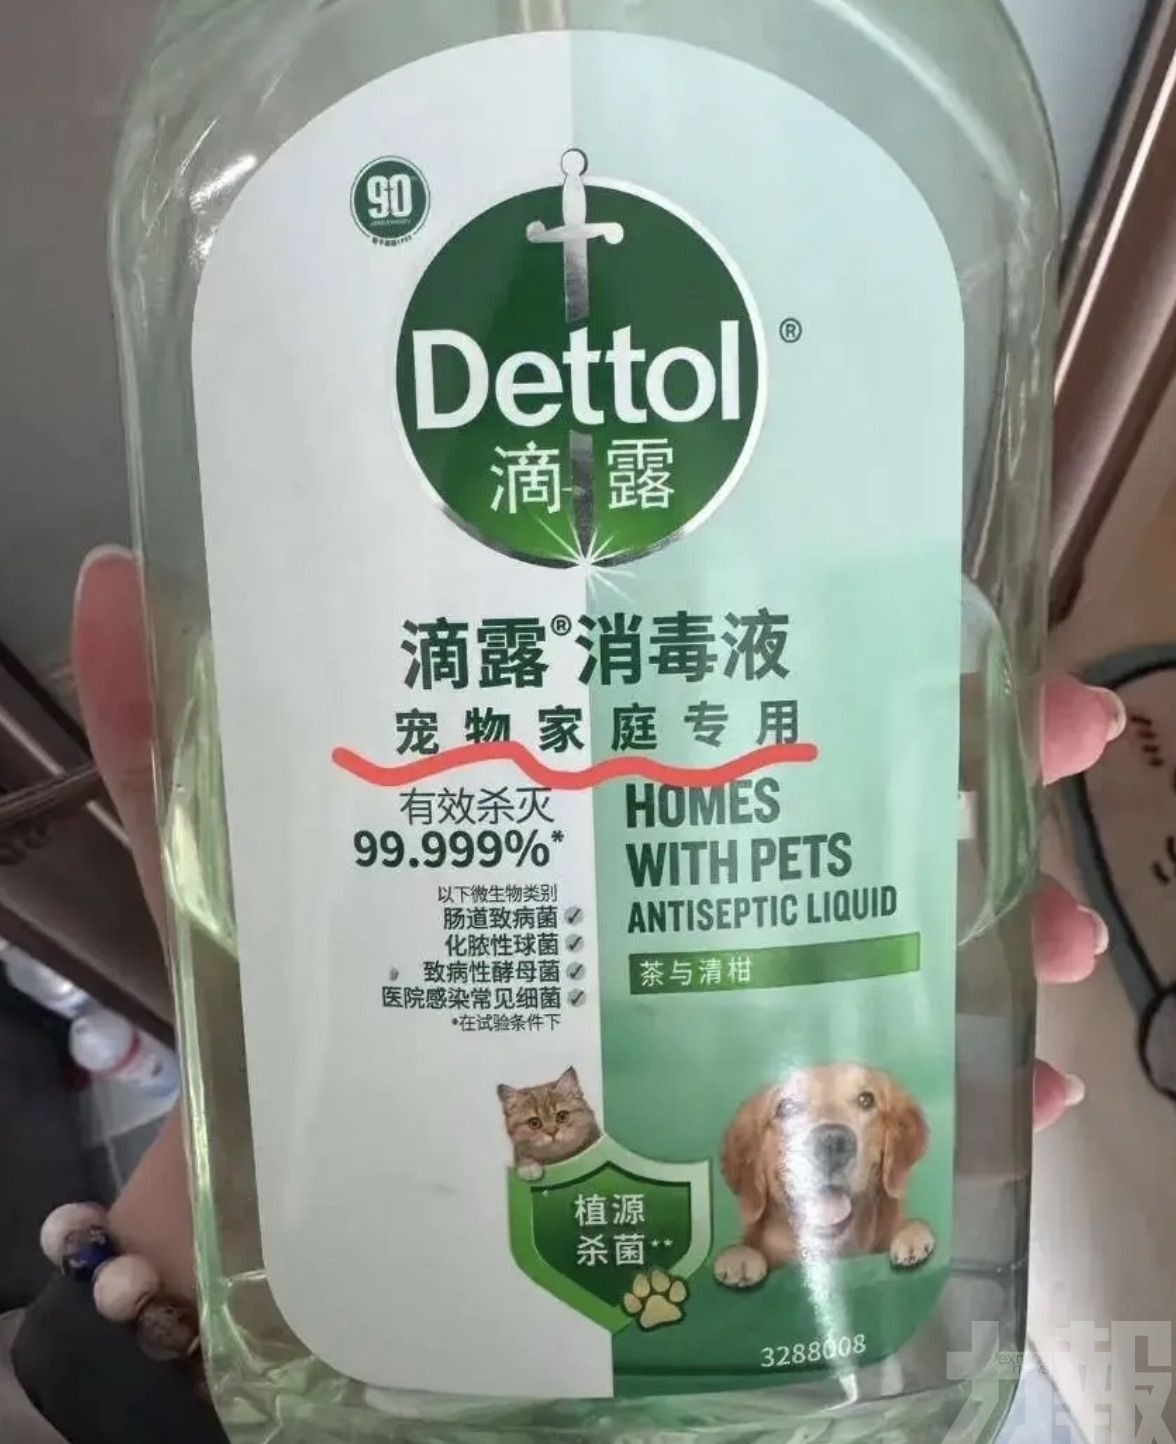 90
Dettol
®
滴露
滴露®消毒液
宠物家庭专用
有效杀灭
99.999%*
以下微生物类别
肠道致病菌
化脓性球菌
致病性酵母菌
医院感染常见细菌
*在试验条件下
HOMES
WITH PETS
ANTISEPTIC LIQUID
茶与清柑
植源
杀菌**
3288008
力報